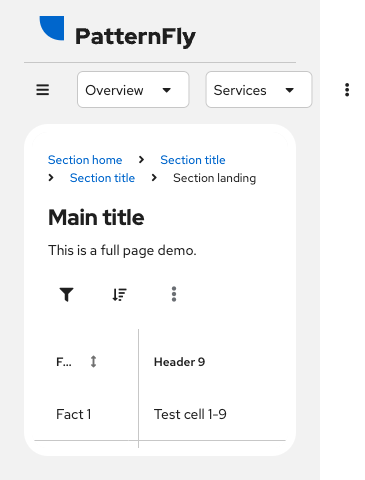 PatternFly
Overview Services
Section home Section title
Section title Section landing
Main title
This is a full page demo.
F... Header 9
Fact 1 Test cell 1-9